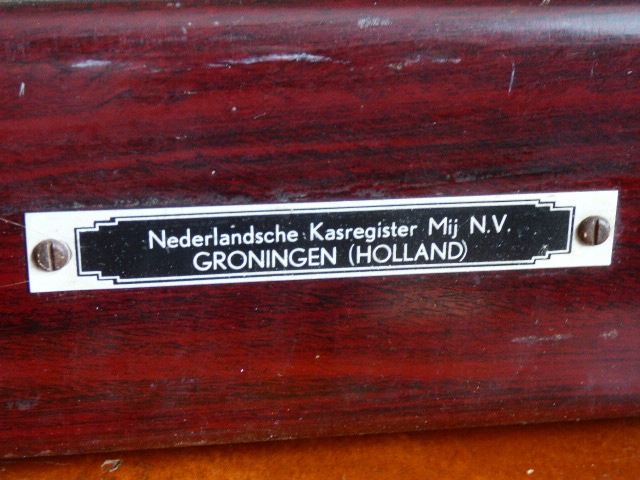 Nederlandsche Kasregister Mij N.V.
GRONINGEN (HOLLAND)